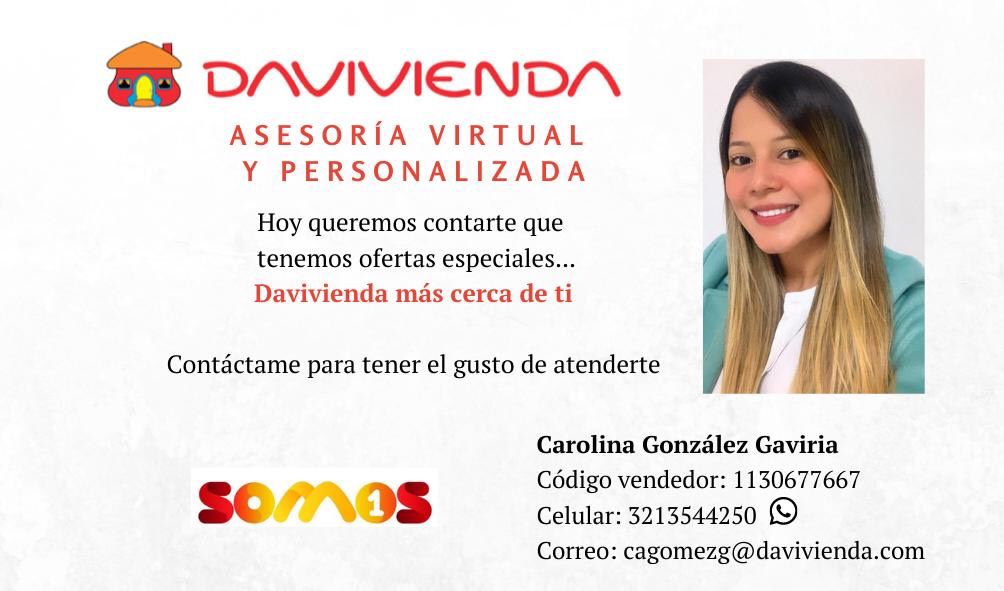 DAVIVIENDA
ASESORÍA VIRTUAL
Y PERSONALIZADA
Hoy queremos contarte que
tenemos ofertas especiales...
Davivienda más cerca de ti
Contáctame para tener el gusto de atenderte
SOM1S
Carolina González Gaviria
Código vendedor: 1130677667
Celular: 3213544250
Correo: cagomezg@davivienda.com